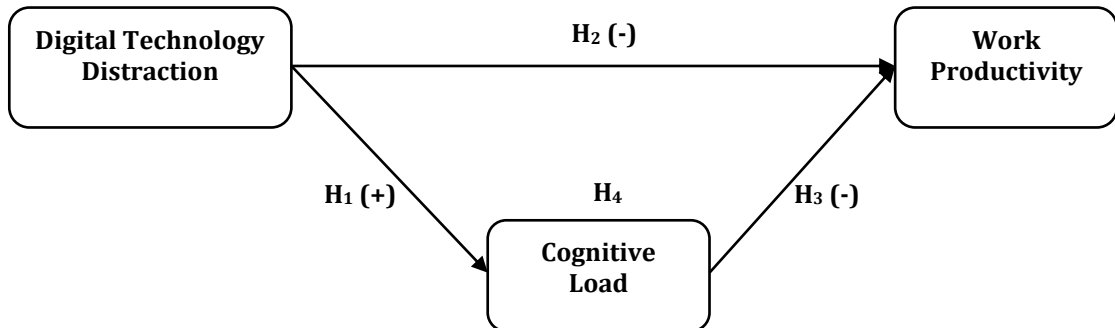 Digital Technology
Distraction
H₂ (-)
Work
Productivity
H₁ (+)
H₄
H₃ (-)
Cognitive
Load